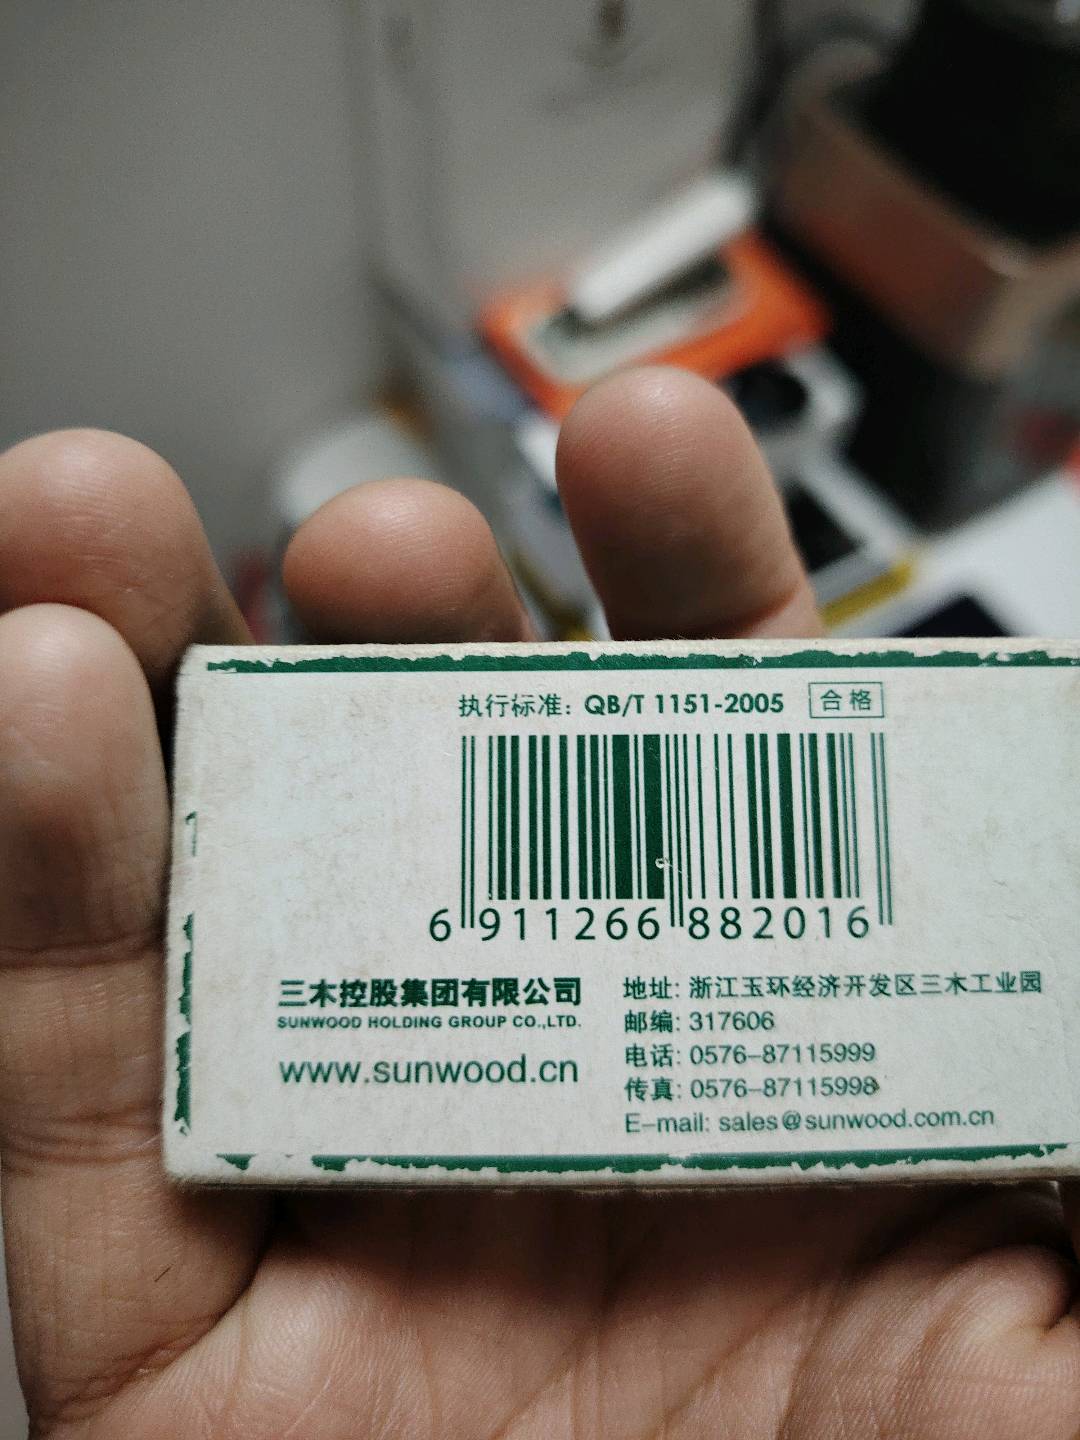 执行标准: QB/T 1151-2005 合格
6 911266 882016
三木控股集团有限公司
SUNWOOD HOLDING GROUP CO.,LTD.
www.sunwood.cn
地址: 浙江玉环经济开发区三木工业园
邮编: 317606
电话: 0576-87115999
传真: 0576-87115998
E-mail: sales@sunwood.com.cn